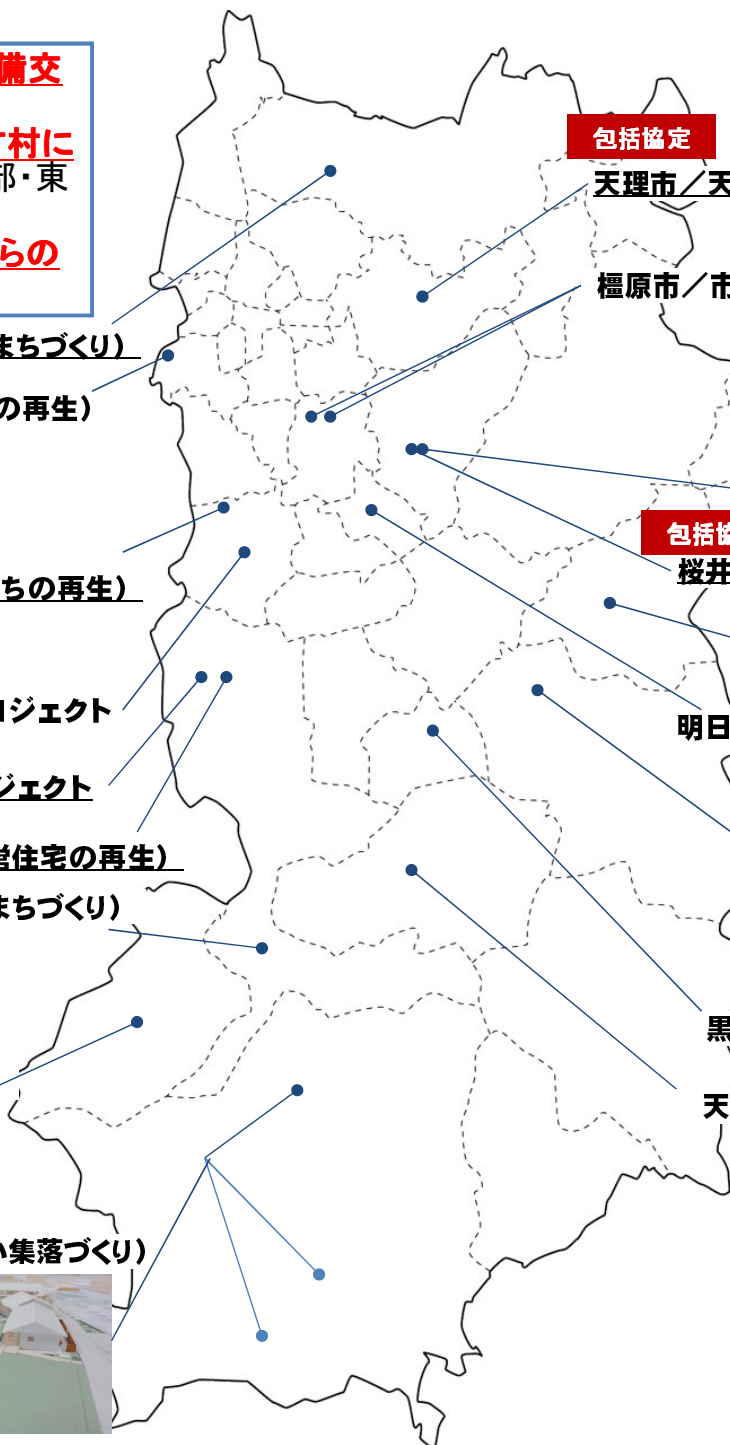 備交
村に
部・東
らの
包括協定
天理市／天
橿原市／市
まちづくり）
の再生）
包括協
桜井
ちの再生）
ロジェクト
明日
ジェクト
営住宅の再生）
まちづくり）
黒
天
い集落づくり）